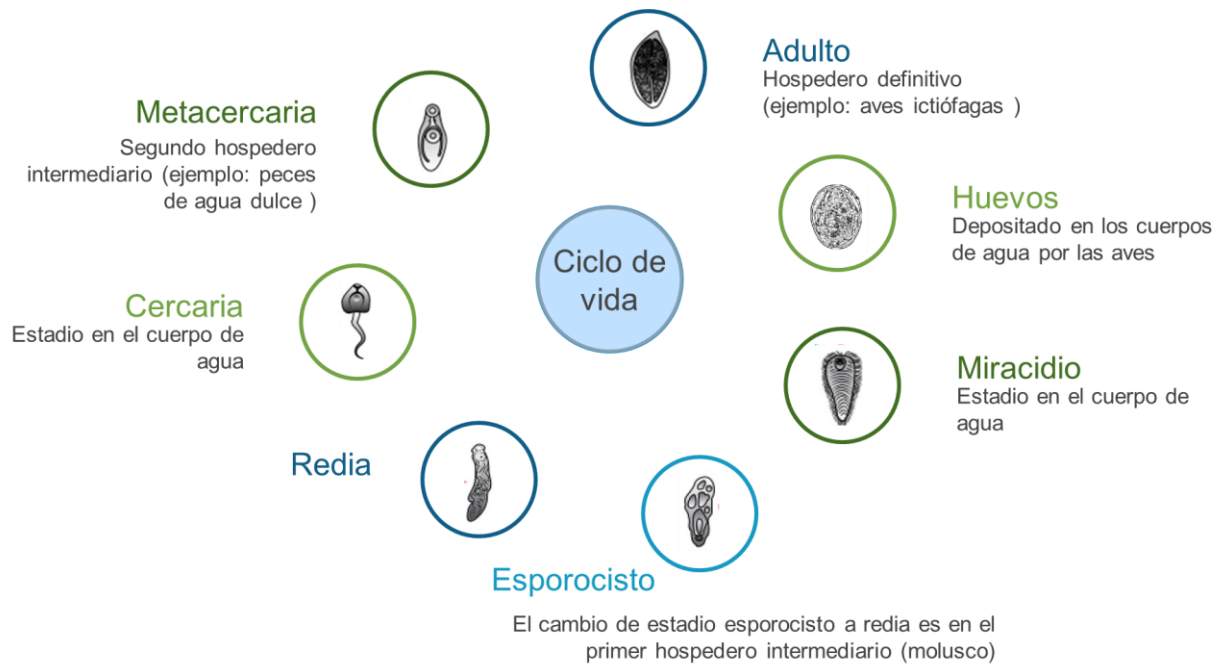 Adulto
Hospedero definitivo
(ejemplo: aves ictiófagas )
Metacercaria
Segundo hospedero
intermediario (ejemplo: peces
de agua dulce )
Huevos
Depositado en los cuerpos
de agua por las aves
Ciclo de
vida
Cercaria
Estadio en el cuerpo de
agua
Miracidio
Estadio en el cuerpo de
agua
Redia
Esporocisto
El cambio de estadio esporocisto a redia es en el
primer hospedero intermediario (molusco)